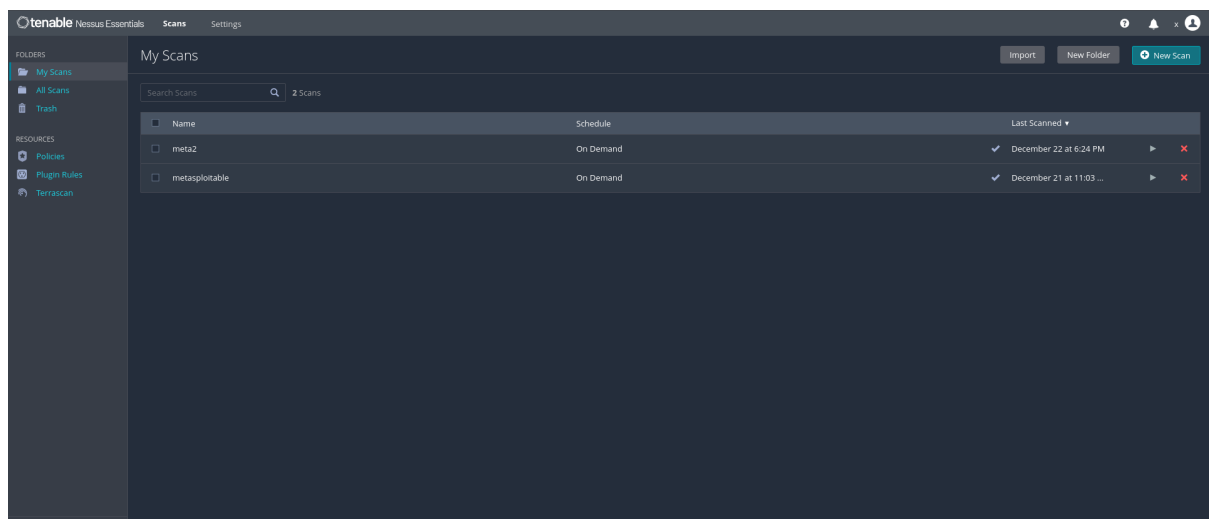 tenable Nessus Essentials Scans Settings
FOLDERS
My Scans
All Scans
Trash
RESOURCES
Policies
Plugin Rules
Terrascan
My Scans
Import New Folder New Scan
Search Scans 2 Scans
Name Schedule Last Scanned ▼
meta2 On Demand December 22 at 6:24 PM
metasploitable On Demand December 21 at 11:03 ...